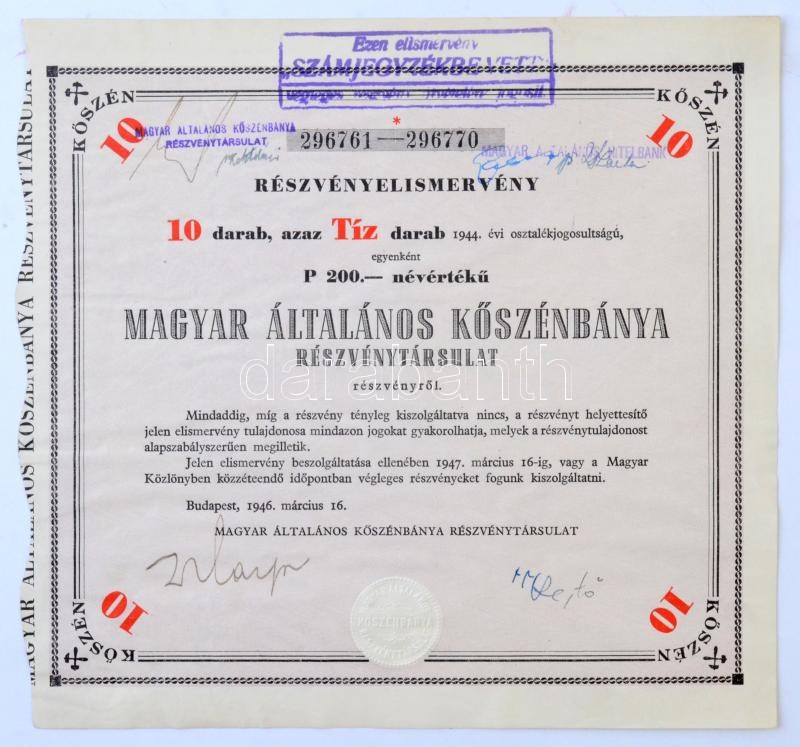 Ezen elismervény
„SZÁMJEGYZÉKBE VETT"
KŐSZÉN
KŐSZÉN
10
10
MAGYAR ÁLTALÁNOS KŐSZÉNBÁNYA
RÉSZVÉNYTÁRSULAT
*
296761—296770
MAGYAR ÁLTALÁNOS HITELBANK
RÉSZVÉNYELISMERVÉNY
10 darab, azaz Tíz darab 1944. évi osztalékjogosultságú,
egyenként
P 200.— névértékű
MAGYAR ÁLTALÁNOS KŐSZÉNBÁNYA
RÉSZVÉNYTÁRSULAT
darabanth
részvényről.
Mindaddig, míg a részvény tényleg kiszolgáltatva nincs, a részvényt helyettesítő
jelen elismervény tulajdonosa mindazon jogokat gyakorolhatja, melyek a részvénytulajdonost
alapszabályszerűen megilletik.
Jelen elismervény beszolgáltatása ellenében 1947. március 16-ig, vagy a Magyar
Közlönyben közzéteendő időpontban végleges részvényeket fogunk kiszolgáltatni.
Budapest, 1946. március 16.
MAGYAR ÁLTALÁNOS KŐSZÉNBÁNYA RÉSZVÉNYTÁRSULAT
KŐSZÉNBÁNYA
10
10
KŐSZÉN
KŐSZÉN
MAGYAR ÁLTALÁNOS KŐSZÉNBÁNYA RÉSZVÉNYTÁRSULAT